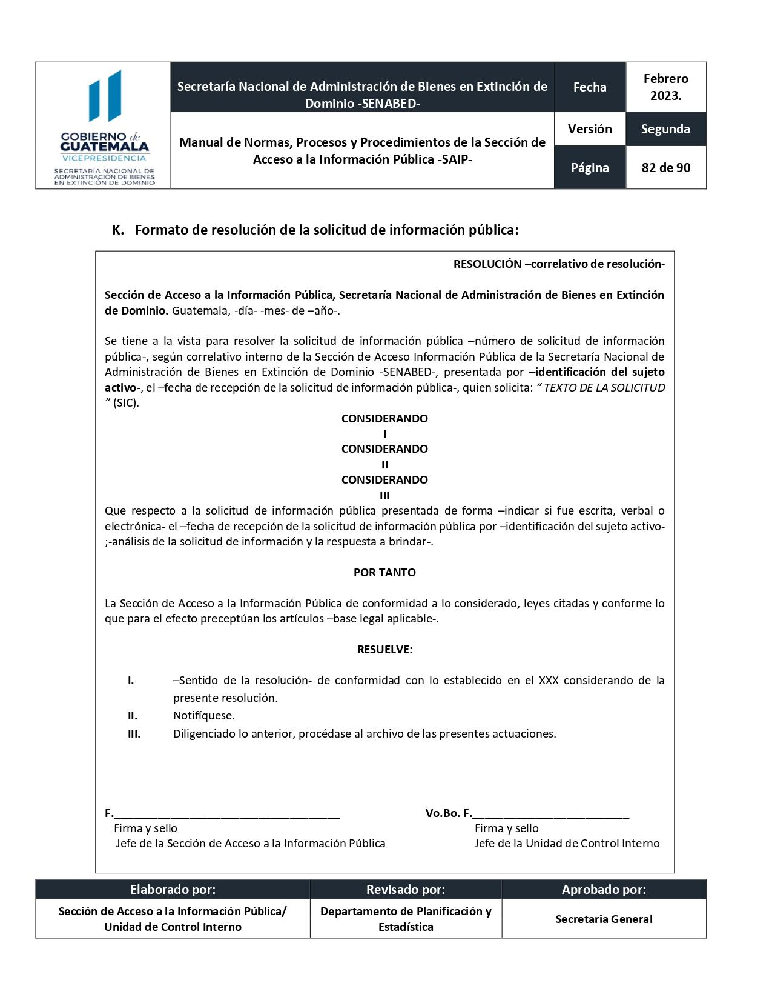 GOBIERNO de
GUATEMALA
VICEPRESIDENCIA
SECRETARÍA NACIONAL DE
ADMINISTRACIÓN DE BIENES
EN EXTINCIÓN DE DOMINIO
Secretaría Nacional de Administración de Bienes en Extinción de
Dominio -SENABED-
Fecha
Febrero
2023.
Manual de Normas, Procesos y Procedimientos de la Sección de
Acceso a la Información Pública -SAIP-
Versión
Segunda
Página
82 de 90
K. Formato de resolución de la solicitud de información pública:
RESOLUCIÓN –correlativo de resolución-
Sección de Acceso a la Información Pública, Secretaría Nacional de Administración de Bienes en Extinción
de Dominio. Guatemala, -día- -mes- de –año-.
Se tiene a la vista para resolver la solicitud de información pública –número de solicitud de información
pública-, según correlativo interno de la Sección de Acceso Información Pública de la Secretaría Nacional de
Administración de Bienes en Extinción de Dominio -SENABED-, presentada por –identificación del sujeto
activo-, el –fecha de recepción de la solicitud de información pública-, quien solicita: “ TEXTO DE LA SOLICITUD
” (SIC).
CONSIDERANDO
I
CONSIDERANDO
II
CONSIDERANDO
III
Que respecto a la solicitud de información pública presentada de forma –indicar si fue escrita, verbal o
electrónica- el –fecha de recepción de la solicitud de información pública por –identificación del sujeto activo-
;-análisis de la solicitud de información y la respuesta a brindar-.
POR TANTO
La Sección de Acceso a la Información Pública de conformidad a lo considerado, leyes citadas y conforme lo
que para el efecto preceptúan los artículos –base legal aplicable-.
RESUELVE:
I. –Sentido de la resolución- de conformidad con lo establecido en el XXX considerando de la
presente resolución.
II. Notifíquese.
III. Diligenciado lo anterior, procédase al archivo de las presentes actuaciones.
F.____________________________________ Vo.Bo. F._________________________
Firma y sello Firma y sello
Jefe de la Sección de Acceso a la Información Pública Jefe de la Unidad de Control Interno
Elaborado por: Revisado por: Aprobado por:
Sección de Acceso a la Información Pública/
Unidad de Control Interno
Departamento de Planificación y
Estadística
Secretaria General